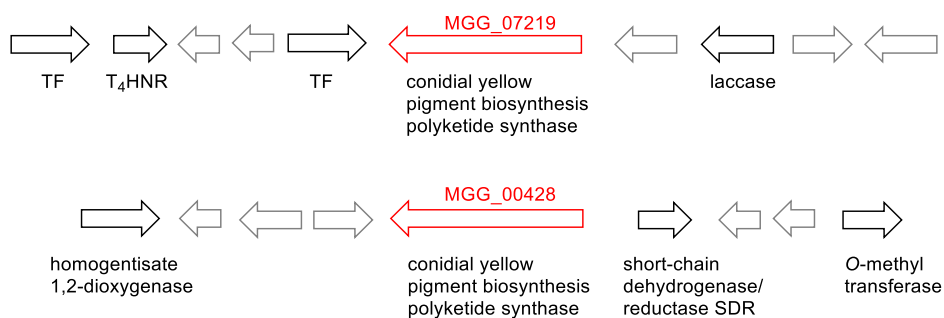 MGG_07219
TF
T₄HNR
TF
conidial yellow
pigment biosynthesis
polyketide synthase
laccase
MGG_00428
homogentisate
1,2-dioxygenase
conidial yellow
pigment biosynthesis
polyketide synthase
short-chain
dehydrogenase/
reductase SDR
O-methyl
transferase